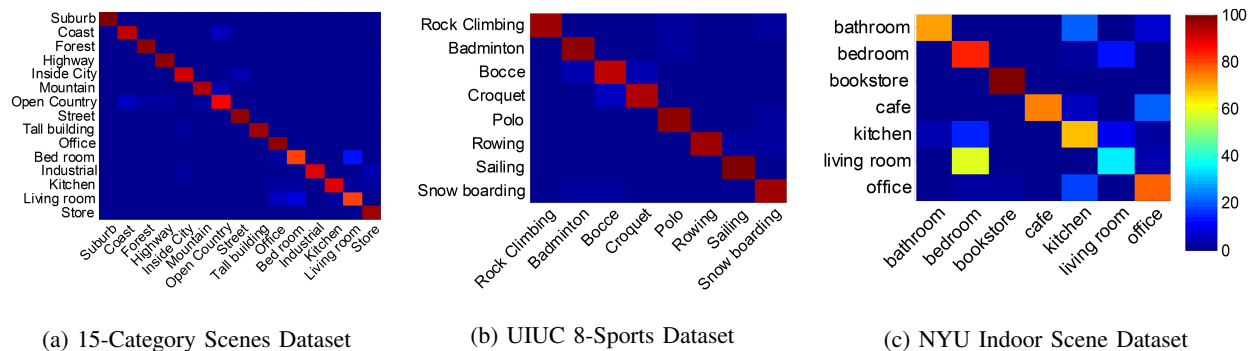 Suburb
Coast
Forest
Highway
Inside City
Mountain
Open Country
Street
Tall building
Office
Bed room
Industrial
Kitchen
Living room
Store
Suburb
Coast
Forest
Highway
Inside City
Mountain
Open Country
Street
Tall building
Office
Bed room
Industrial
Kitchen
Living room
Store
(a) 15-Category Scenes Dataset
Rock Climbing
Badminton
Bocce
Croquet
Polo
Rowing
Sailing
Snow boarding
Rock Climbing
Badminton
Bocce
Croquet
Polo
Rowing
Sailing
Snow boarding
(b) UIUC 8-Sports Dataset
bathroom
bedroom
bookstore
cafe
kitchen
living room
office
bathroom
bedroom
bookstore
cafe
kitchen
living room
office
100
80
60
40
20
0
(c) NYU Indoor Scene Dataset